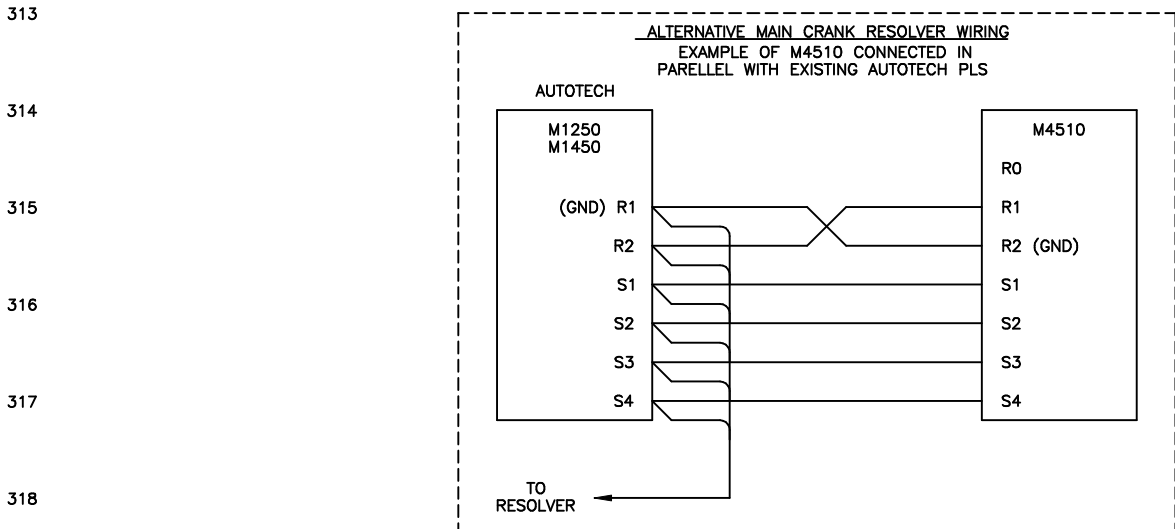 313
ALTERNATIVE MAIN CRANK RESOLVER WIRING
EXAMPLE OF M4510 CONNECTED IN
PARELLEL WITH EXISTING AUTOTECH PLS
AUTOTECH
314
M1250
M1450
M4510
R0
315
(GND) R1
R1
R2
R2 (GND)
S1
S1
316
S2
S2
S3
S3
317
S4
S4
318
TO
RESOLVER